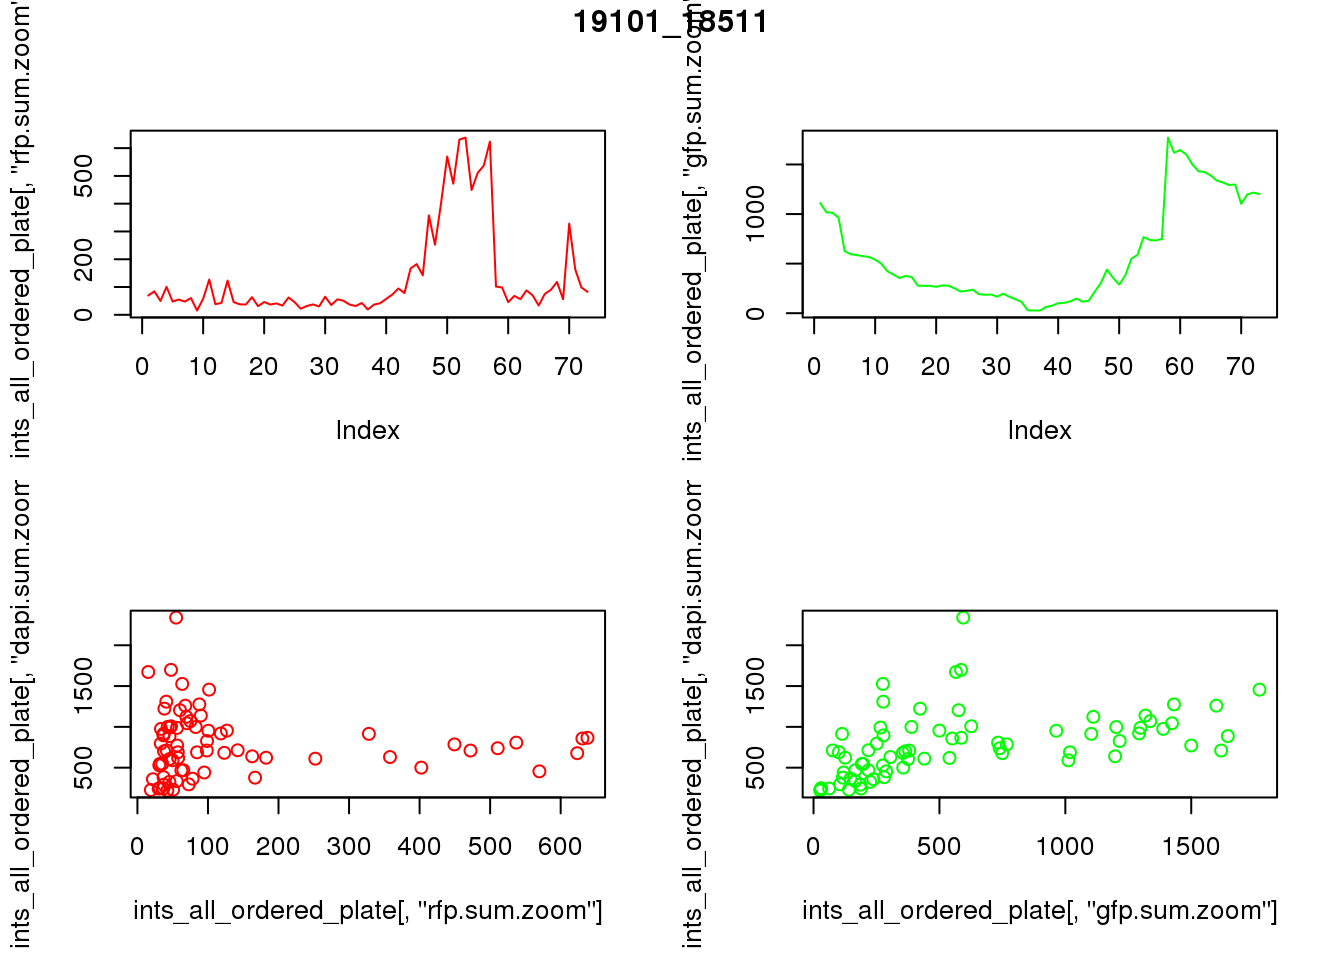 19101_18511
ints_all_ordered_plate[, "rfp.sum.zoom"
0 200 500
0 10 20 30 40 50 60 70
Index
ints_all_ordered_plate[, "gfp.sum.zoom"
0 1000
0 10 20 30 40 50 60 70
Index
ints_all_ordered_plate[, "dapi.sum.zoom
500 1500
0 100 200 300 400 500 600
ints_all_ordered_plate[, "rfp.sum.zoom"]
ints_all_ordered_plate[, "dapi.sum.zoom
500 1500
0 500 1000 1500
ints_all_ordered_plate[, "gfp.sum.zoom"]